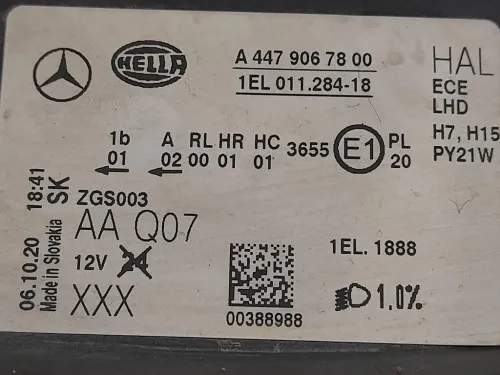 HELLA
A 447 906 78 00
1EL 011.284-18
HAL
ECE
LHD
H7, H15
PY21W
1b A RL HR HC
01 02 00 01 01
3655 E1 PL
20
ZGS003
AA Q07
12V 24
XXX
06.10.20 18:41
Made in Slovakia SK
00388988
1EL. 1888
1.0%